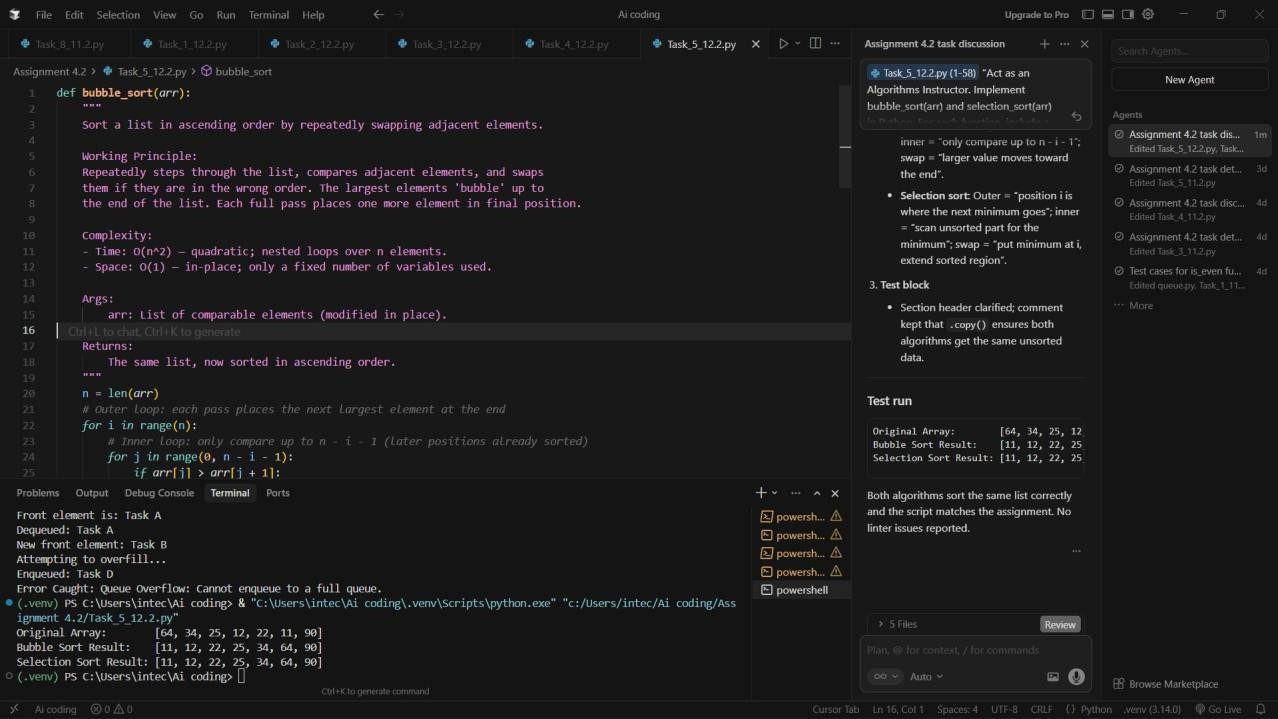 File Edit Selection View Go Run Terminal Help
Ai coding
Upgrade to Pro
Task_8_11.2.py
Task_1_12.2.py
Task_2_12.2.py
Task_3_12.2.py
Task_4_12.2.py
Task_5_12.2.py
Assignment 4.2 > Task_5_12.2.py > bubble_sort
1 def bubble_sort(arr):
2 """
3 Sort a list in ascending order by repeatedly swapping adjacent elements.
4
5 Working Principle:
6 Repeatedly steps through the list, compares adjacent elements, and swaps
7 them if they are in the wrong order. The largest elements 'bubble' up to
8 the end of the list. Each full pass places one more element in final position.
9
10 Complexity:
11 - Time: O(n^2) — quadratic; nested loops over n elements.
12 - Space: O(1) — in-place; only a fixed number of variables used.
13
14 Args:
15 arr: List of comparable elements (modified in place).
16 Ctrl+L to chat, Ctrl+K to generate
17 Returns:
18 The same list, now sorted in ascending order.
19 """
20 n = len(arr)
21 # Outer loop: each pass places the next largest element at the end
22 for i in range(n):
23 # Inner loop: only compare up to n - i - 1 (later positions already sorted)
24 for j in range(0, n - i - 1):
25 if arr[j] > arr[j + 1]:
Problems Output Debug Console Terminal Ports
Front element is: Task A
Dequeued: Task A
New front element: Task B
Attempting to overfill...
Enqueued: Task D
Error Caught: Queue Overflow: Cannot enqueue to a full queue.
(.venv) PS C:\Users\intec\Ai coding> & "C:\Users\intec\Ai coding\.venv\Scripts\python.exe" "c:/Users/intec/Ai coding/Ass
ignment 4.2/Task_5_12.2.py"
Original Array: [64, 34, 25, 12, 22, 11, 90]
Bubble Sort Result: [11, 12, 22, 25, 34, 64, 90]
Selection Sort Result: [11, 12, 22, 25, 34, 64, 90]
(.venv) PS C:\Users\intec\Ai coding>
Ctrl+K to generate command
powersh...
powersh...
powersh...
powersh...
powershell
Assignment 4.2 task discussion
Task_5_12.2.py (1-58) "Act as an
Algorithms Instructor. Implement
bubble_sort(arr) and selection_sort(arr)
in Python. For each function, include a
inner = "only compare up to n - i - 1";
swap = "larger value moves toward
the end".
• Selection sort: Outer = "position i is
where the next minimum goes"; inner
= "scan unsorted part for the
minimum"; swap = "put minimum at i,
extend sorted region".
3. Test block
• Section header clarified; comment
kept that .copy() ensures both
algorithms get the same unsorted
data.
Test run
Original Array: [64, 34, 25, 12
Bubble Sort Result: [11, 12, 22, 25
Selection Sort Result: [11, 12, 22, 25
Both algorithms sort the same list correctly
and the script matches the assignment. No
linter issues reported.
> 5 Files
Review
Plan, @ for context, / for commands
Auto
Search Agents...
New Agent
Agents
Assignment 4.2 task dis... 1m
Edited Task_5_12.2.py, Task...
Assignment 4.2 task det... 3d
Edited Task_5_11.2.py
Assignment 4.2 task disc... 4d
Edited Task_4_11.2.py
Assignment 4.2 task det... 4d
Edited Task_3_11.2.py
Test cases for is_even fu... 4d
Edited queue.py, Task_1_11...
More
Browse Marketplace
Ai coding 0 0
Cursor Tab Ln 16, Col 1 Spaces: 4 UTF-8 CRLF {} Python .venv (3.14.0) Go Live